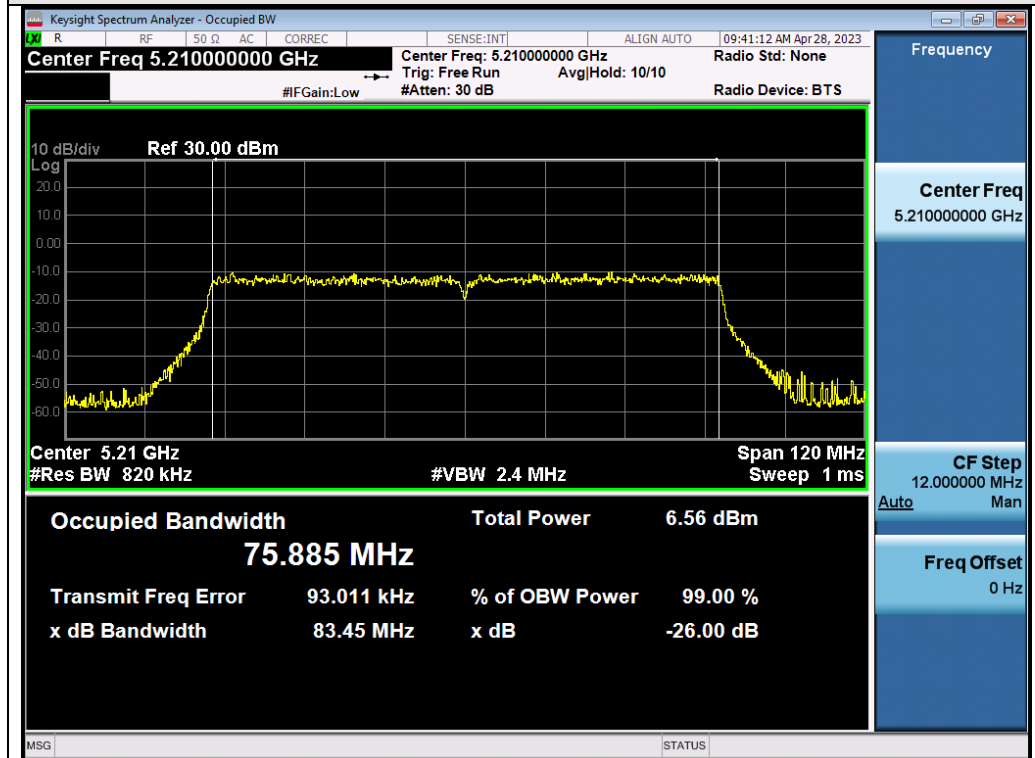 Keysight Spectrum Analyzer - Occupied BW
LXI R RF 50 Ω AC CORREC SENSE:INT ALIGN AUTO 09:41:12 AM Apr 28, 2023
Center Freq 5.210000000 GHz
Center Freq: 5.210000000 GHz Radio Std: None
Trig: Free Run Avg|Hold: 10/10
#IFGain:Low #Atten: 30 dB Radio Device: BTS
10 dB/div Ref 30.00 dBm
Log
20.0
10.0
0.00
-10.0
-20.0
-30.0
-40.0
-50.0
-60.0
Center 5.21 GHz Span 120 MHz
#Res BW 820 kHz #VBW 2.4 MHz Sweep 1 ms
Occupied Bandwidth Total Power 6.56 dBm
75.885 MHz
Transmit Freq Error 93.011 kHz % of OBW Power 99.00 %
x dB Bandwidth 83.45 MHz x dB -26.00 dB
MSG STATUS
Frequency
Center Freq
5.210000000 GHz
CF Step
12.000000 MHz
Auto Man
Freq Offset
0 Hz